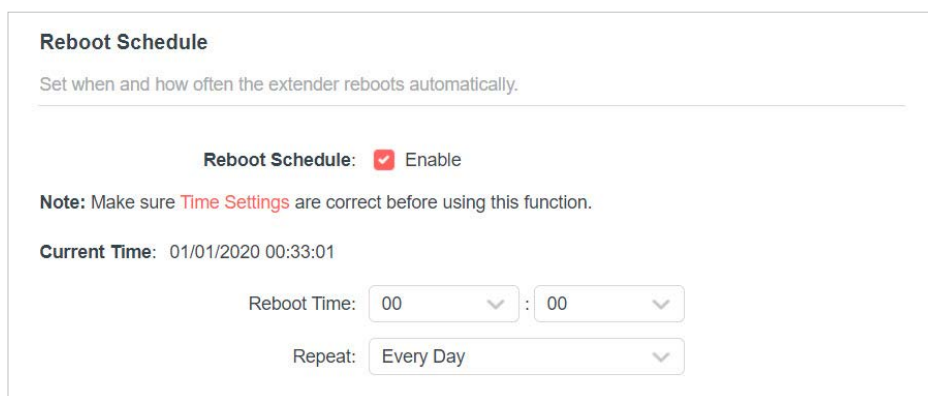 Reboot Schedule
Set when and how often the extender reboots automatically.
Reboot Schedule: Enable
Note: Make sure Time Settings are correct before using this function.
Current Time: 01/01/2020 00:33:01
Reboot Time: 00 : 00
Repeat: Every Day